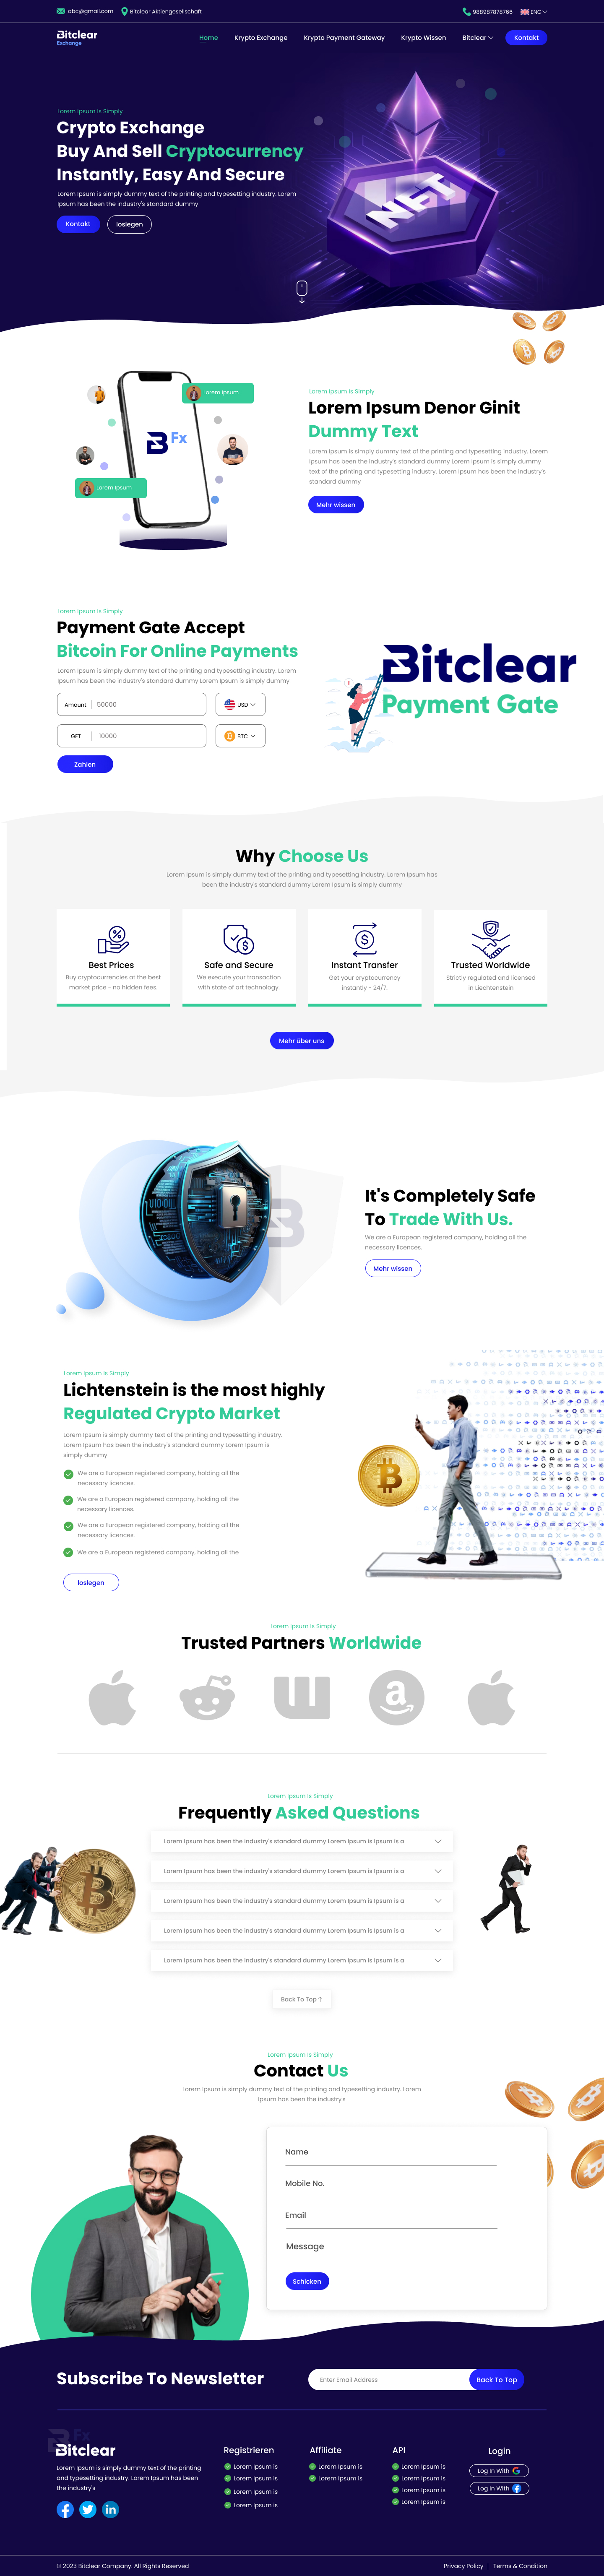 abc@gmail.com
Bitclear Aktiengesellschaft
988987878766
ENG
Bitclear
Exchange
Home
Krypto Exchange
Krypto Payment Gateway
Krypto Wissen
Bitclear
Kontakt
Lorem Ipsum Is Simply
Crypto Exchange
Buy And Sell Cryptocurrency
Instantly, Easy And Secure
Lorem Ipsum is simply dummy text of the printing and typesetting industry. Lorem
Ipsum has been the industry's standard dummy
Kontakt
loslegen
Lorem Ipsum
Fx
Lorem Ipsum
Lorem Ipsum Is Simply
Lorem Ipsum Denor Ginit
Dummy Text
Lorem Ipsum is simply dummy text of the printing and typesetting industry. Lorem
Ipsum has been the industry's standard dummy Lorem Ipsum is simply dummy
text of the printing and typesetting industry. Lorem Ipsum has been the industry's
standard dummy
Mehr wissen
Lorem Ipsum Is Simply
Payment Gate Accept
Bitcoin For Online Payments
Lorem Ipsum is simply dummy text of the printing and typesetting industry. Lorem
Ipsum has been the industry's standard dummy Lorem Ipsum is simply dummy
Amount
50000
USD
GET
10000
BTC
Zahlen
Bitclear
Payment Gate
Why Choose Us
Lorem Ipsum is simply dummy text of the printing and typesetting industry. Lorem Ipsum has
been the industry's standard dummy Lorem Ipsum is simply dummy
Best Prices
Buy cryptocurrencies at the best
market price - no hidden fees.
Safe and Secure
We execute your transaction
with state of art technology.
Instant Transfer
Get your cryptocurrency
instantly - 24/7.
Trusted Worldwide
Strictly regulated and licensed
in Liechtenstein
Mehr über uns
It's Completely Safe
To Trade With Us.
We are a European registered company, holding all the
necessary licences.
Mehr wissen
Lorem Ipsum Is Simply
Lichtenstein is the most highly
Regulated Crypto Market
Lorem Ipsum is simply dummy text of the printing and typesetting industry.
Lorem Ipsum has been the industry's standard dummy Lorem Ipsum is
simply dummy
We are a European registered company, holding all the
necessary licences.
We are a European registered company, holding all the
necessary licences.
We are a European registered company, holding all the
necessary licences.
We are a European registered company, holding all the
loslegen
Lorem Ipsum Is Simply
Trusted Partners Worldwide
Lorem Ipsum Is Simply
Frequently Asked Questions
Lorem Ipsum has been the industry's standard dummy Lorem Ipsum is Ipsum is a
Lorem Ipsum has been the industry's standard dummy Lorem Ipsum is Ipsum is a
Lorem Ipsum has been the industry's standard dummy Lorem Ipsum is Ipsum is a
Lorem Ipsum has been the industry's standard dummy Lorem Ipsum is Ipsum is a
Lorem Ipsum has been the industry's standard dummy Lorem Ipsum is Ipsum is a
Back To Top
Lorem Ipsum Is Simply
Contact Us
Lorem Ipsum is simply dummy text of the printing and typesetting industry. Lorem
Ipsum has been the industry's
Name
Mobile No.
Email
Message
Schicken
Subscribe To Newsletter
Enter Email Address
Back To Top
Fx
Bitclear
Lorem Ipsum is simply dummy text of the printing
and typesetting industry. Lorem Ipsum has been
the industry's
Registrieren
Lorem Ipsum is
Lorem Ipsum is
Lorem Ipsum is
Lorem Ipsum is
Affiliate
Lorem Ipsum is
Lorem Ipsum is
API
Lorem Ipsum is
Lorem Ipsum is
Lorem Ipsum is
Lorem Ipsum is
Login
Log In With
Log In With
© 2023 Bitclear Company. All Rights Reserved
Privacy Policy | Terms & Condition